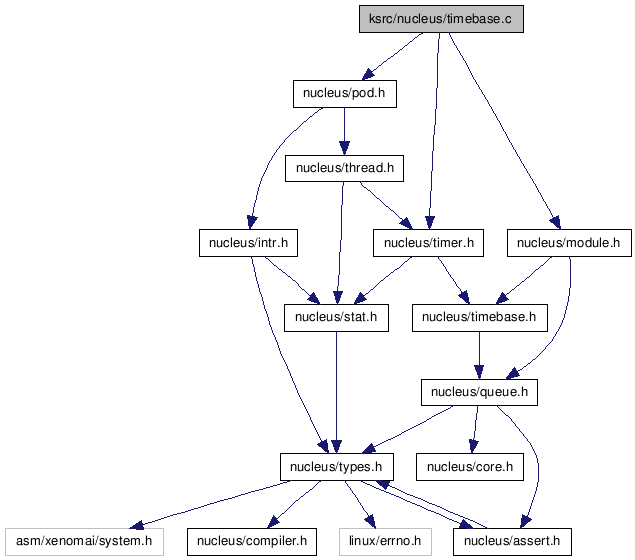 ksrc/nucleus/timebase.c
nucleus/pod.h
nucleus/thread.h
nucleus/intr.h
nucleus/timer.h
nucleus/module.h
nucleus/stat.h
nucleus/timebase.h
nucleus/queue.h
nucleus/types.h
nucleus/core.h
asm/xenomai/system.h
nucleus/compiler.h
linux/errno.h
nucleus/assert.h